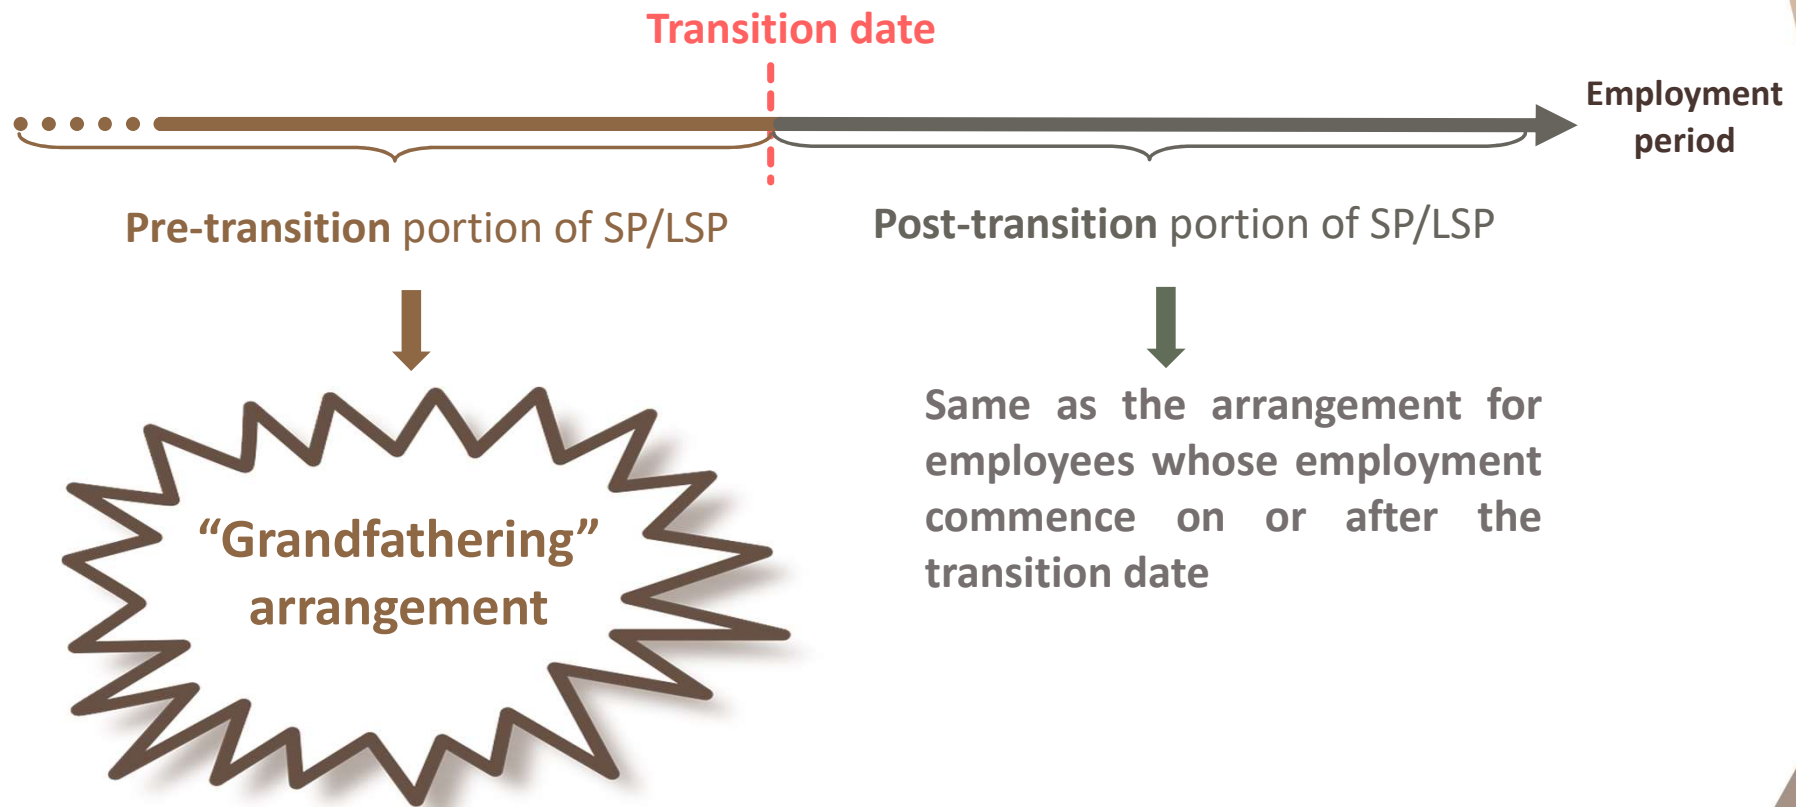 Transition date
Employment
period
Pre-transition portion of SP/LSP
Post-transition portion of SP/LSP
“Grandfathering”
arrangement
Same as the arrangement for
employees whose employment
commence on or after the
transition date